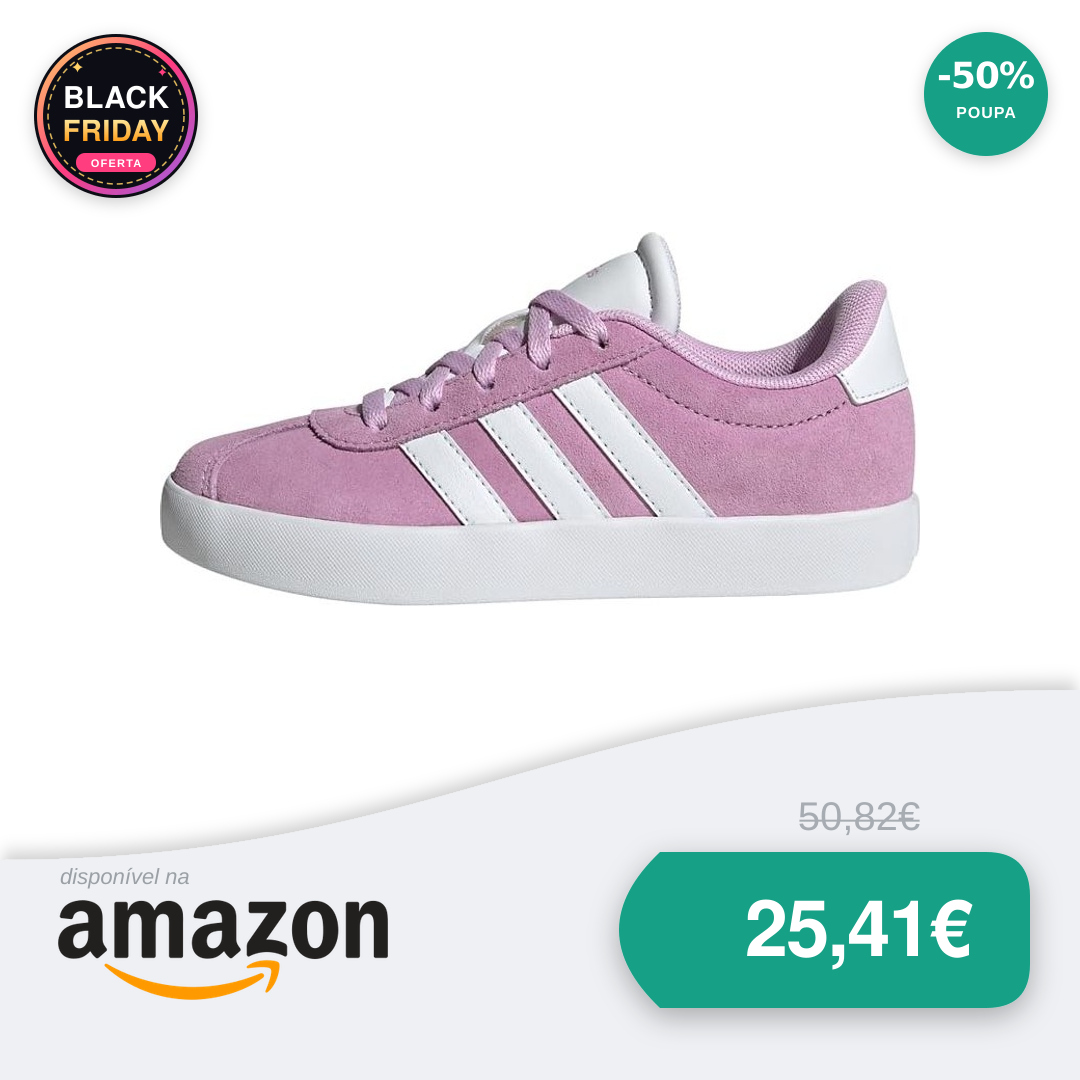 BLACK
FRIDAY
OFERTA
-50%
POUPA
50,82€
disponível na
amazon
25,41€